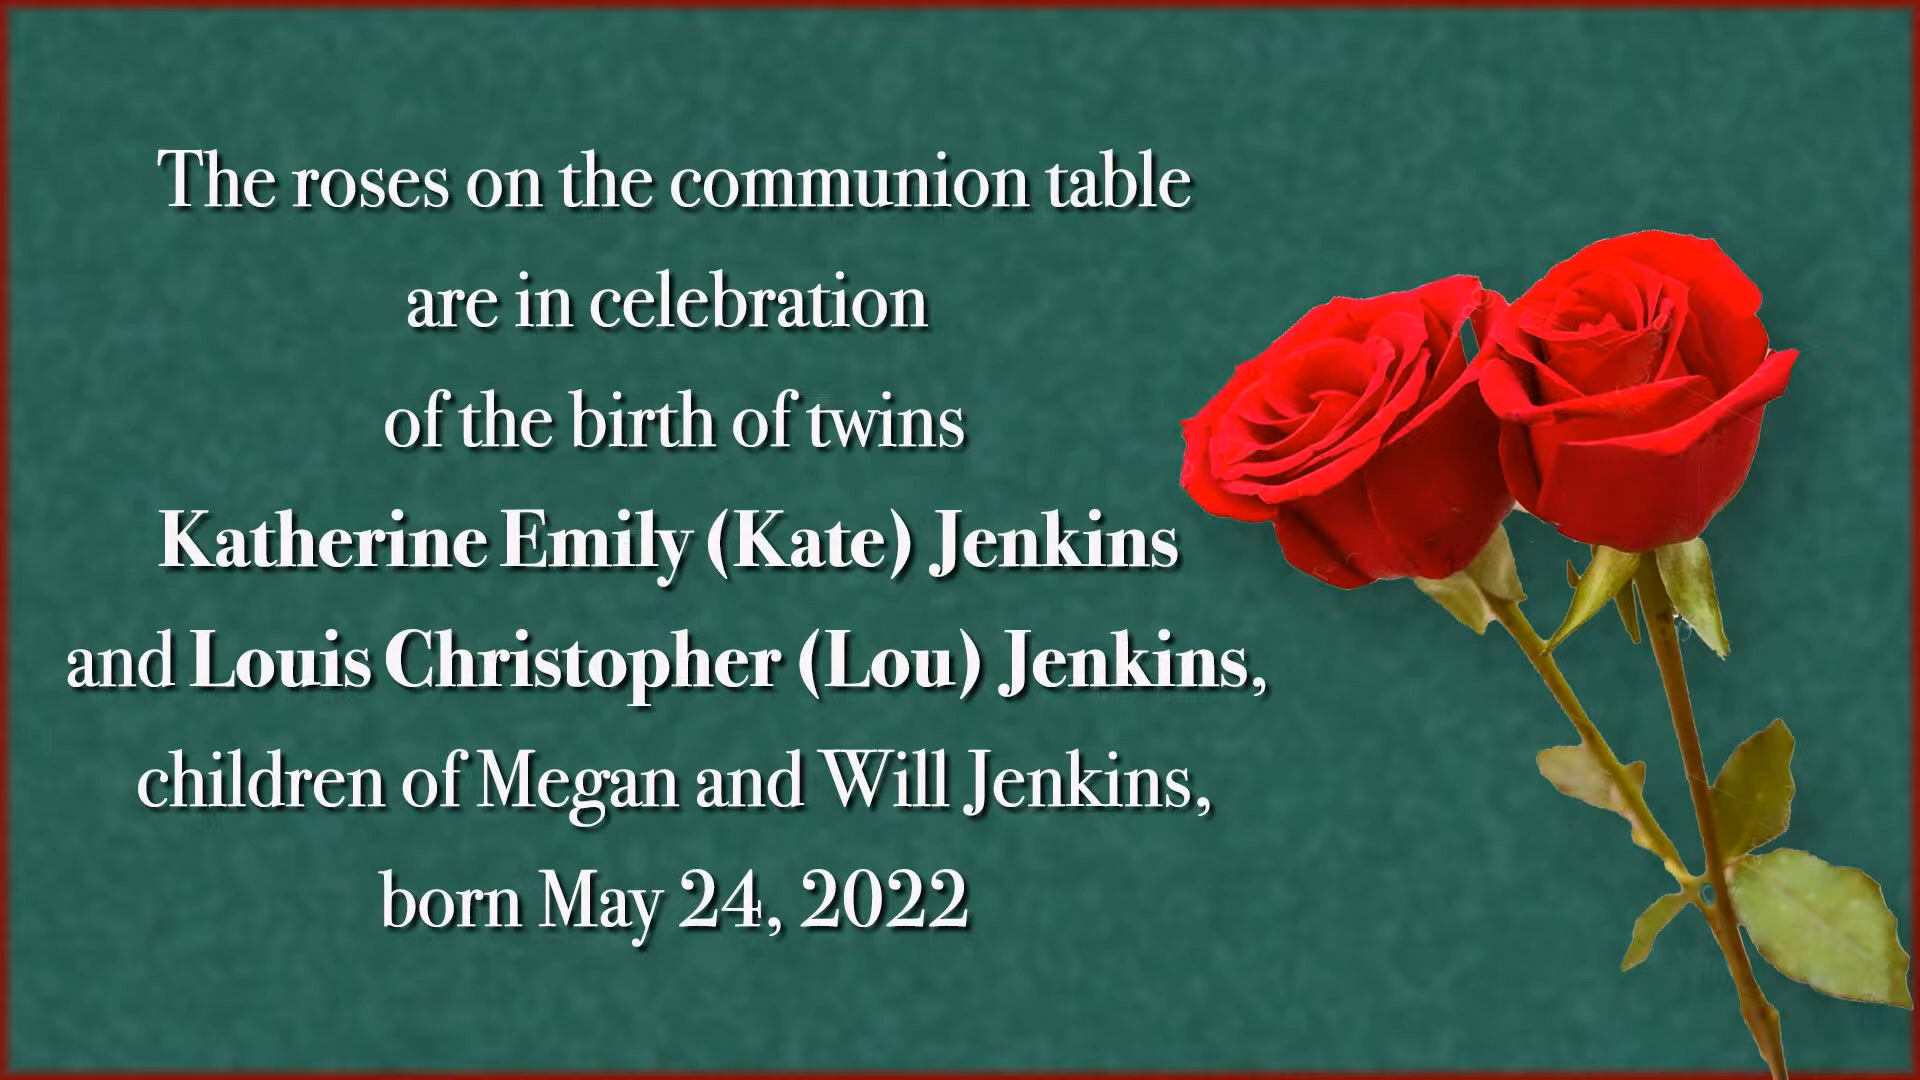 The roses on the communion table
are in celebration
of the birth of twins
Katherine Emily (Kate) Jenkins
and Louis Christopher (Lou) Jenkins,
children of Megan and Will Jenkins,
born May 24, 2022